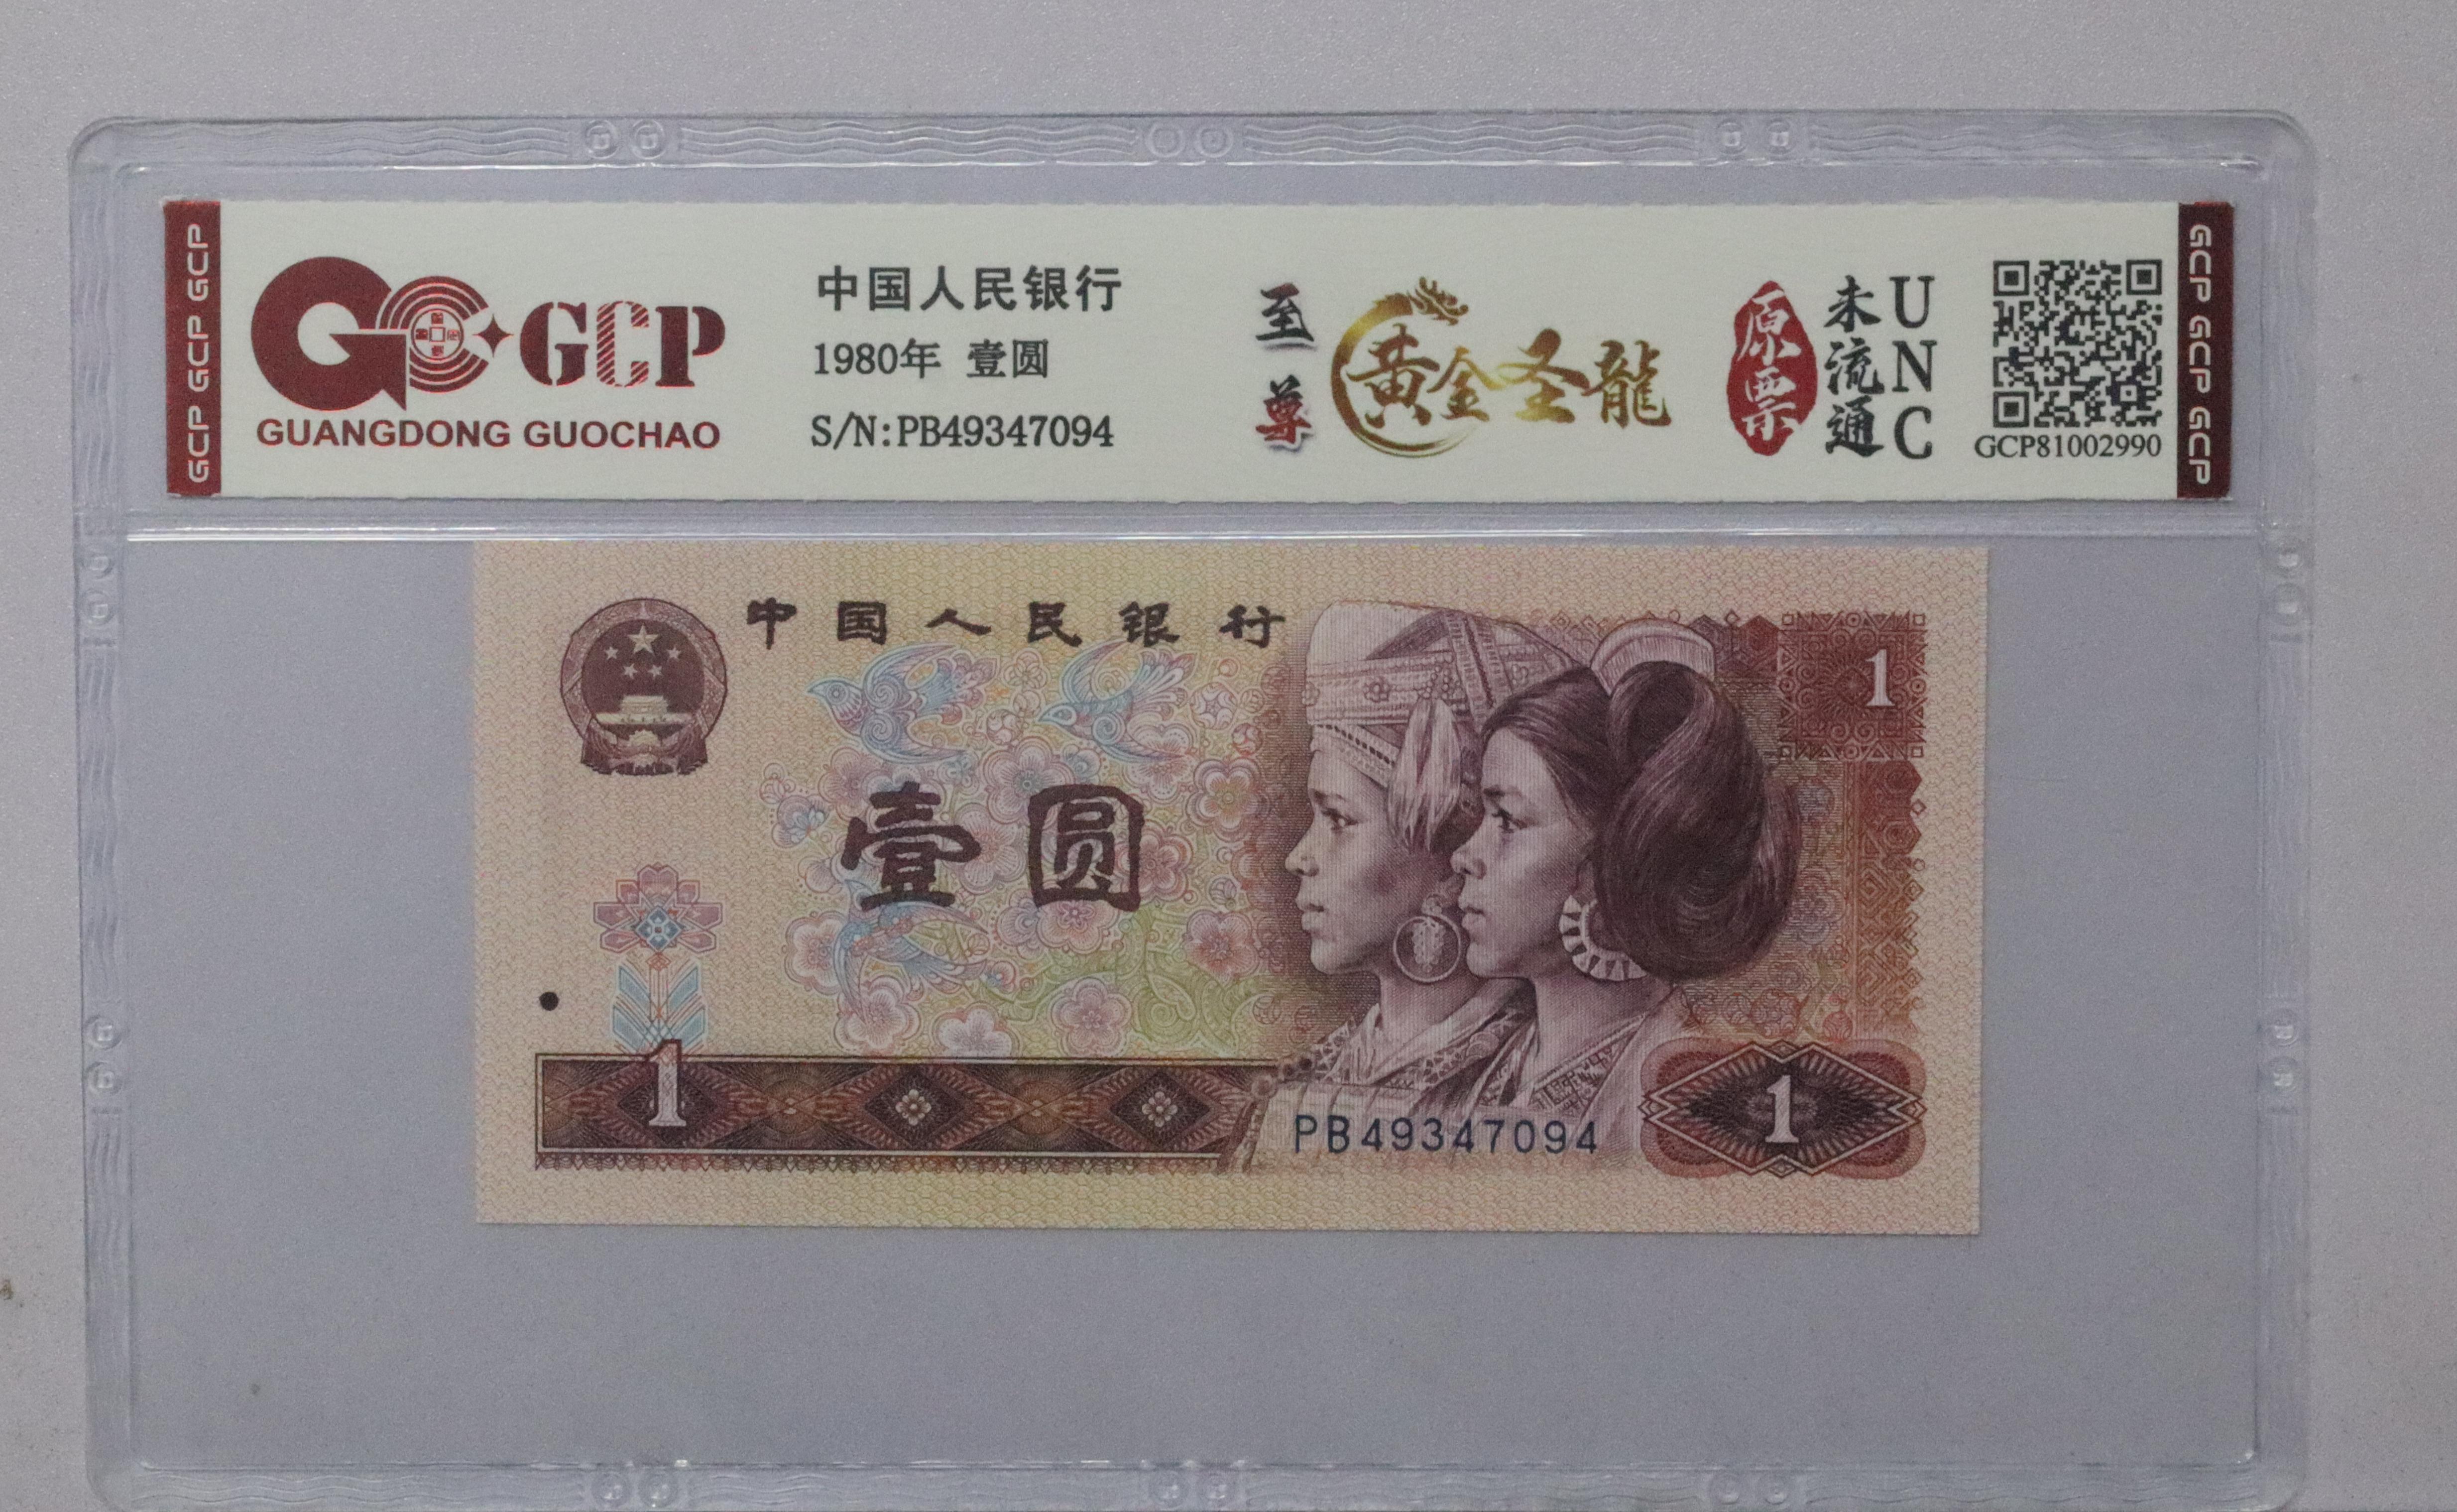 GCP GCP GCP
GCP
GUANGDONG GUOCHAO
中国人民银行
1980年 壹圆
S/N:PB49347094
至尊
黄金圣龍
原票
未流通
UNC
GCP81002990
GCP GCP GCP
中国人民银行
1
壹圆
1
PB49347094
1